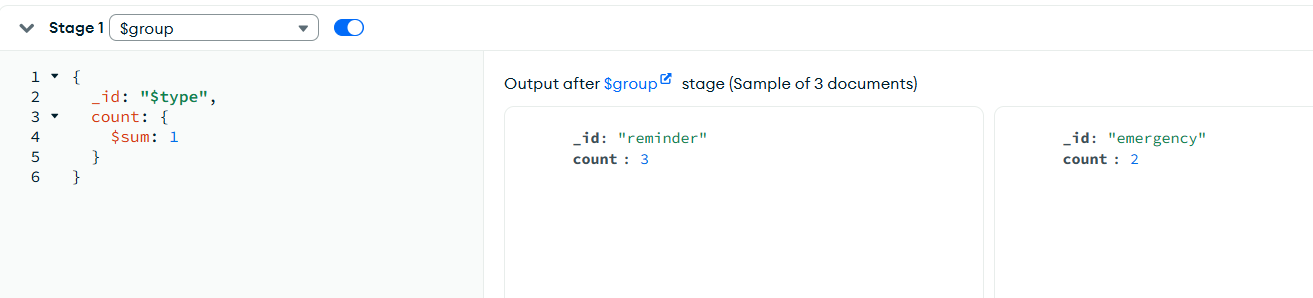 Stage 1 $group
1 {
2 _id: "$type",
3 count: {
4 $sum: 1
5 }
6 }
Output after $group stage (Sample of 3 documents)
_id: "reminder"
count : 3
_id: "emergency"
count : 2